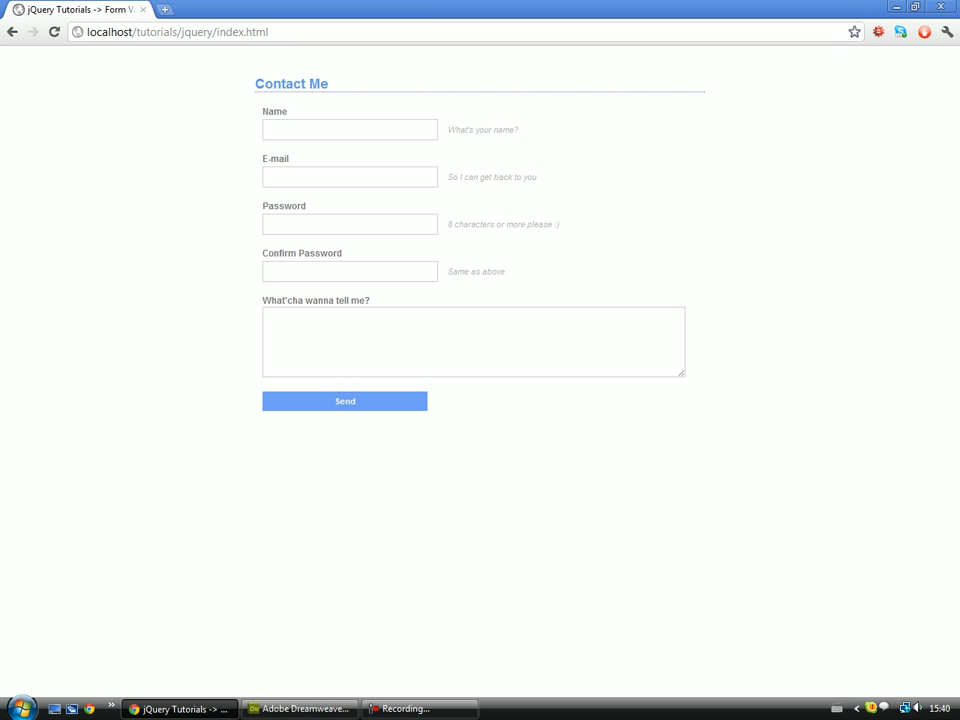 jQuery Tutorials -> Form V
localhost/tutorials/jquery/index.html
Contact Me
Name
What's your name?
E-mail
So I can get back to you
Password
8 characters or more please :)
Confirm Password
Same as above
What'cha wanna tell me?
Send
jQuery Tutorials -> ...
Dw Adobe Dreamweave...
Recording...
15:40